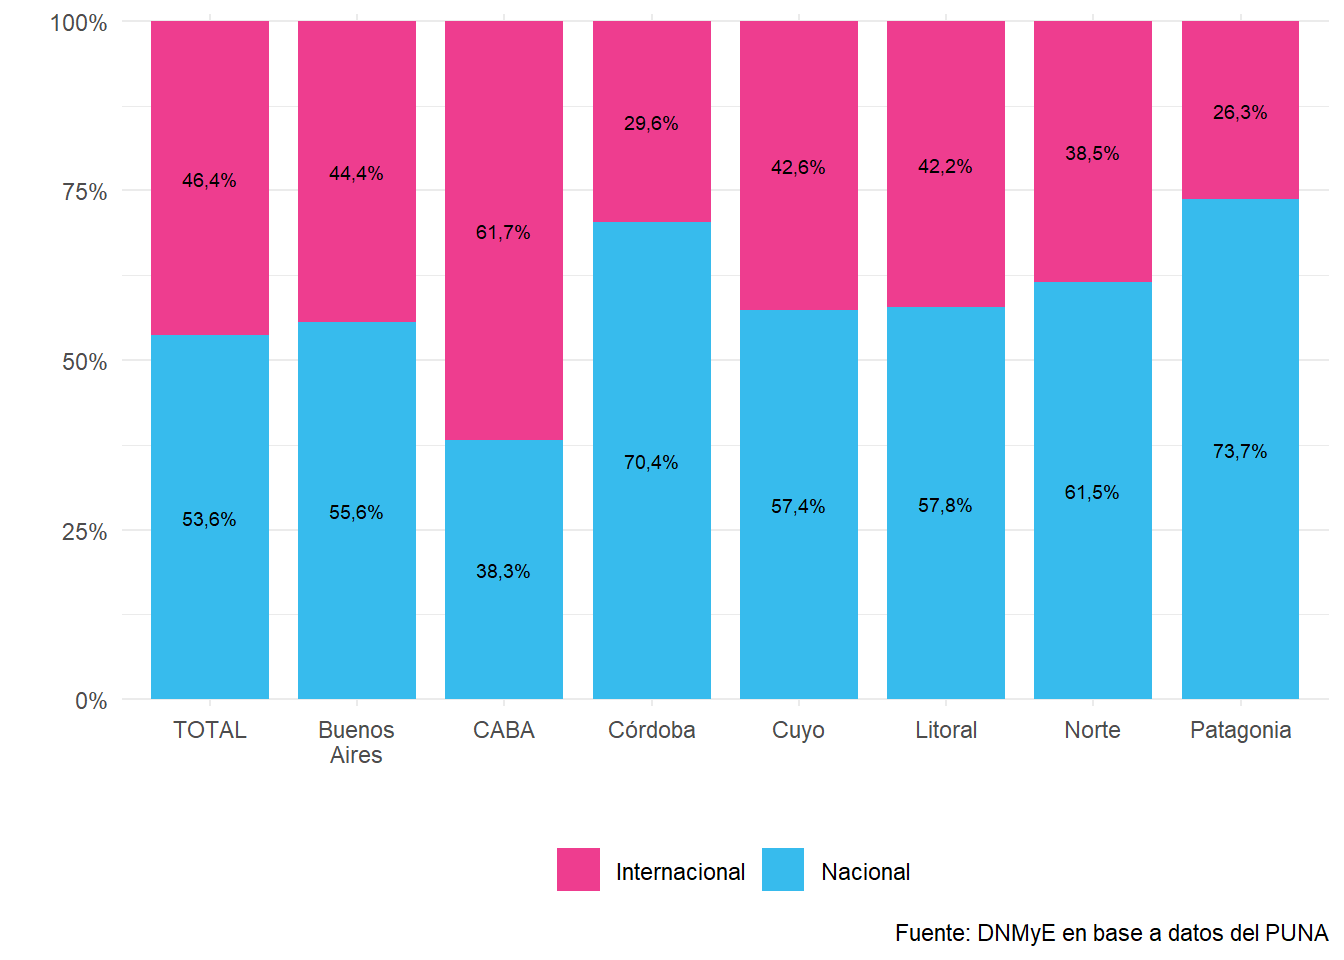 100%
75%
50%
25%
0%
46,4%
44,4%
61,7%
29,6%
42,6%
42,2%
38,5%
26,3%
53,6%
55,6%
38,3%
70,4%
57,4%
57,8%
61,5%
73,7%
TOTAL
Buenos
Aires
CABA
Córdoba
Cuyo
Litoral
Norte
Patagonia
Internacional
Nacional
Fuente: DNMyE en base a datos del PUNA